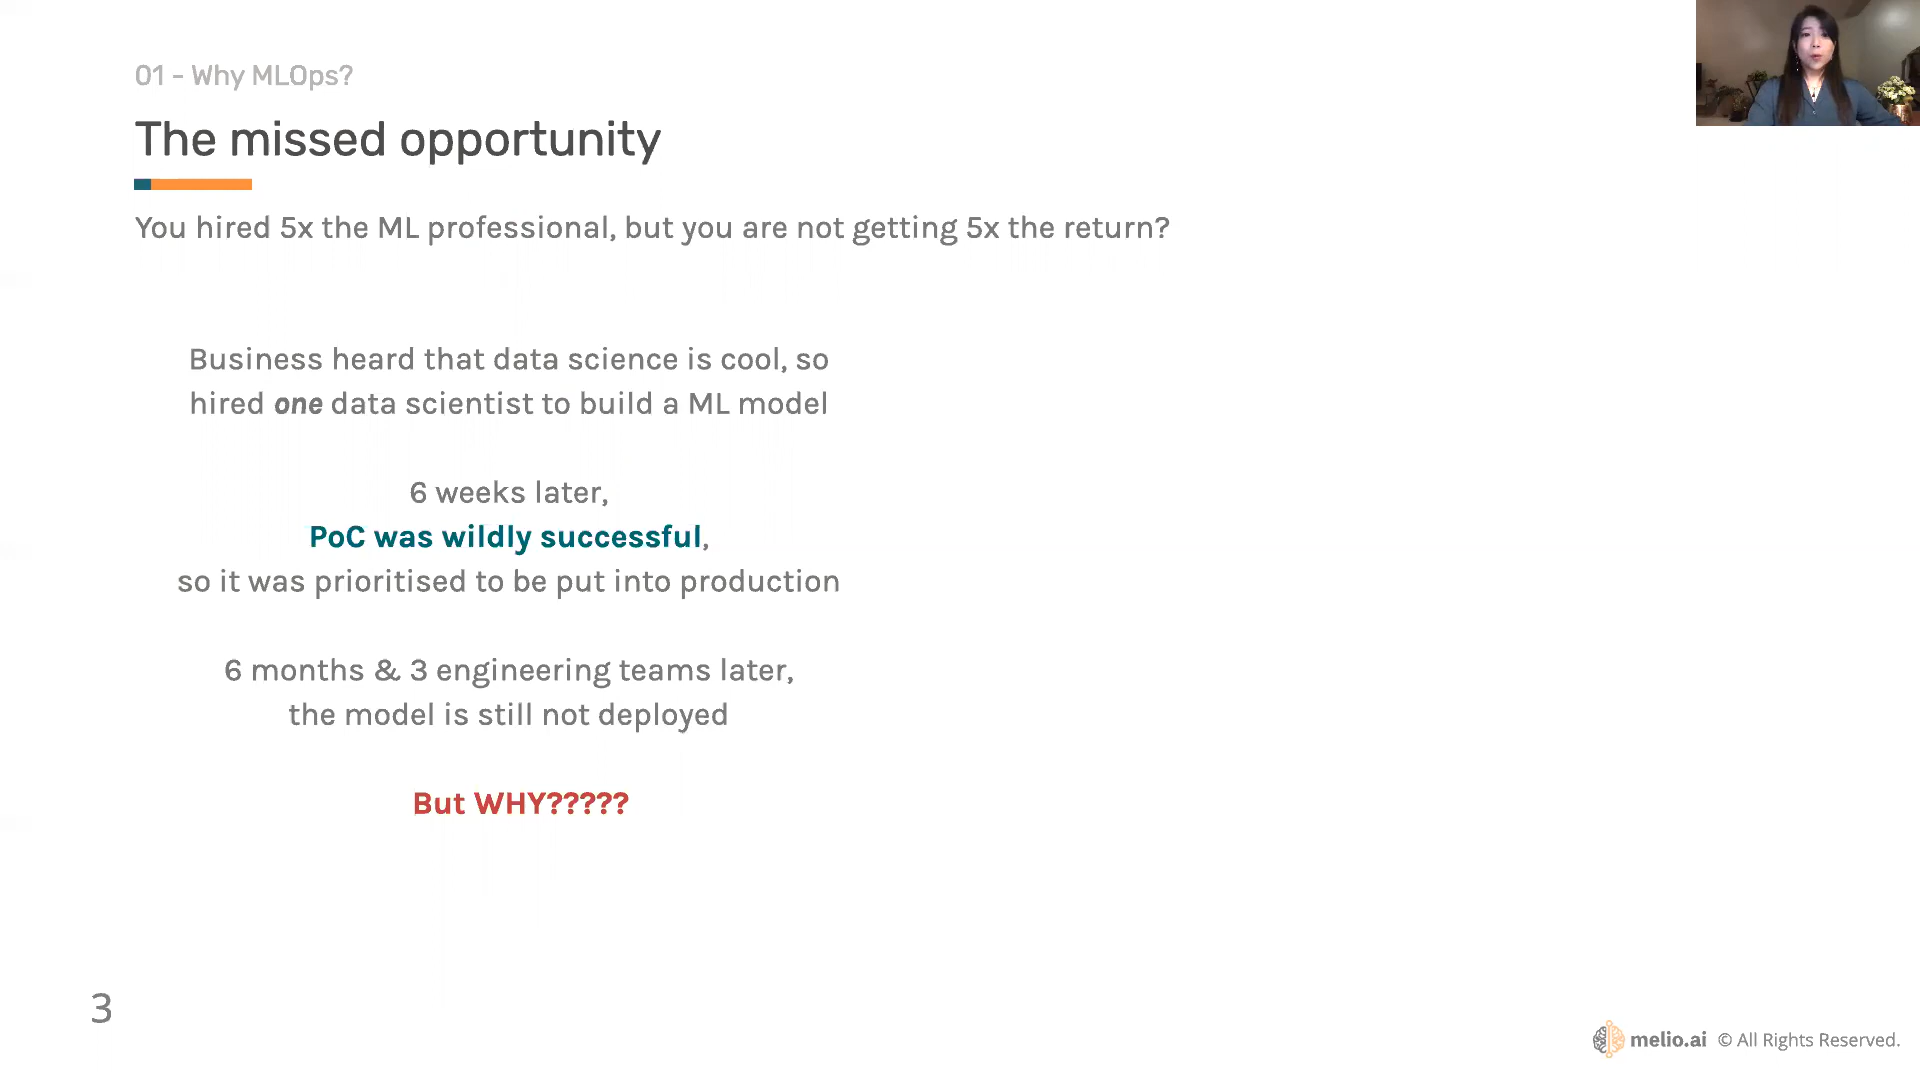 01 - Why MLOps?
The missed opportunity
You hired 5x the ML professional, but you are not getting 5x the return?
Business heard that data science is cool, so
hired one data scientist to build a ML model
6 weeks later,
PoC was wildly successful,
so it was prioritised to be put into production
6 months & 3 engineering teams later,
the model is still not deployed
But WHY?????
3
melio.ai © All Rights Reserved.